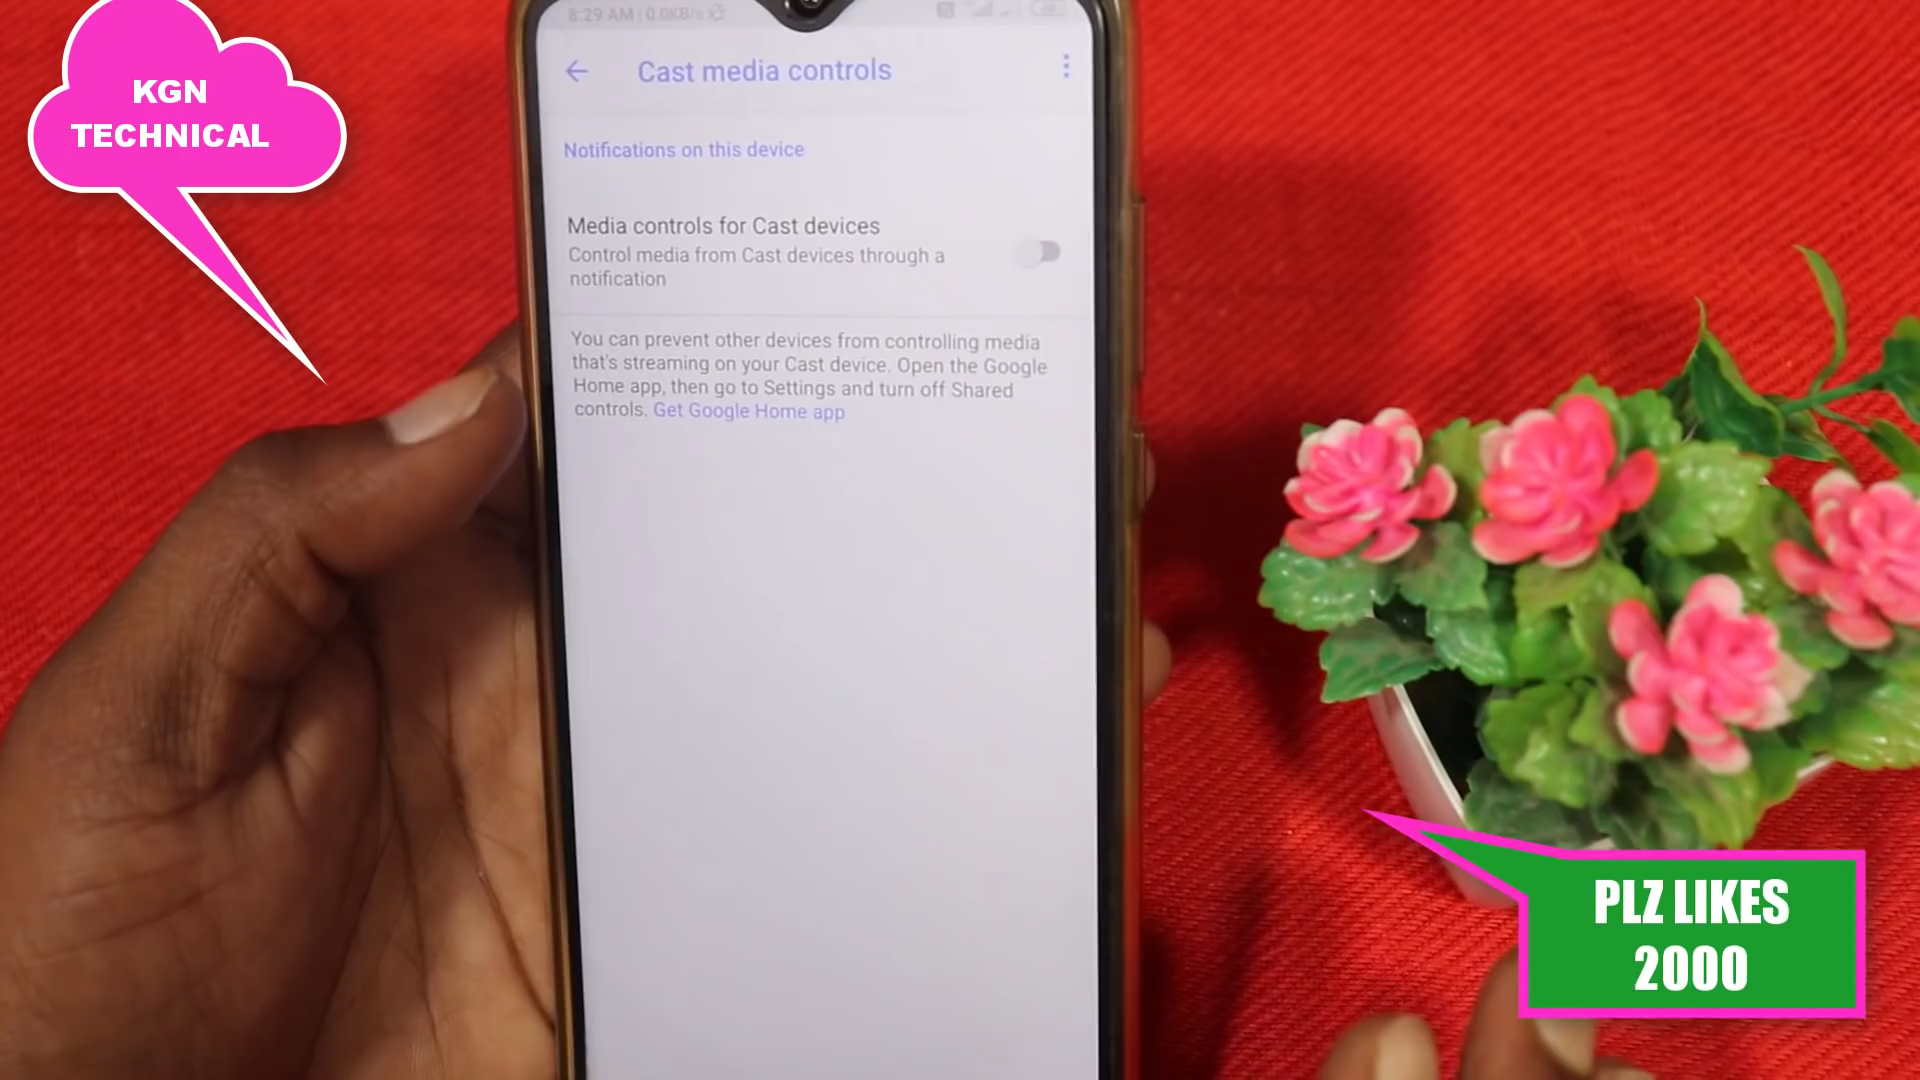 KGN
TECHNICAL
8:29 AM | 0.0KB/s
Cast media controls
Notifications on this device
Media controls for Cast devices
Control media from Cast devices through a
notification
You can prevent other devices from controlling media
that's streaming on your Cast device. Open the Google
Home app, then go to Settings and turn off Shared
controls. Get Google Home app
PLZ LIKES
2000